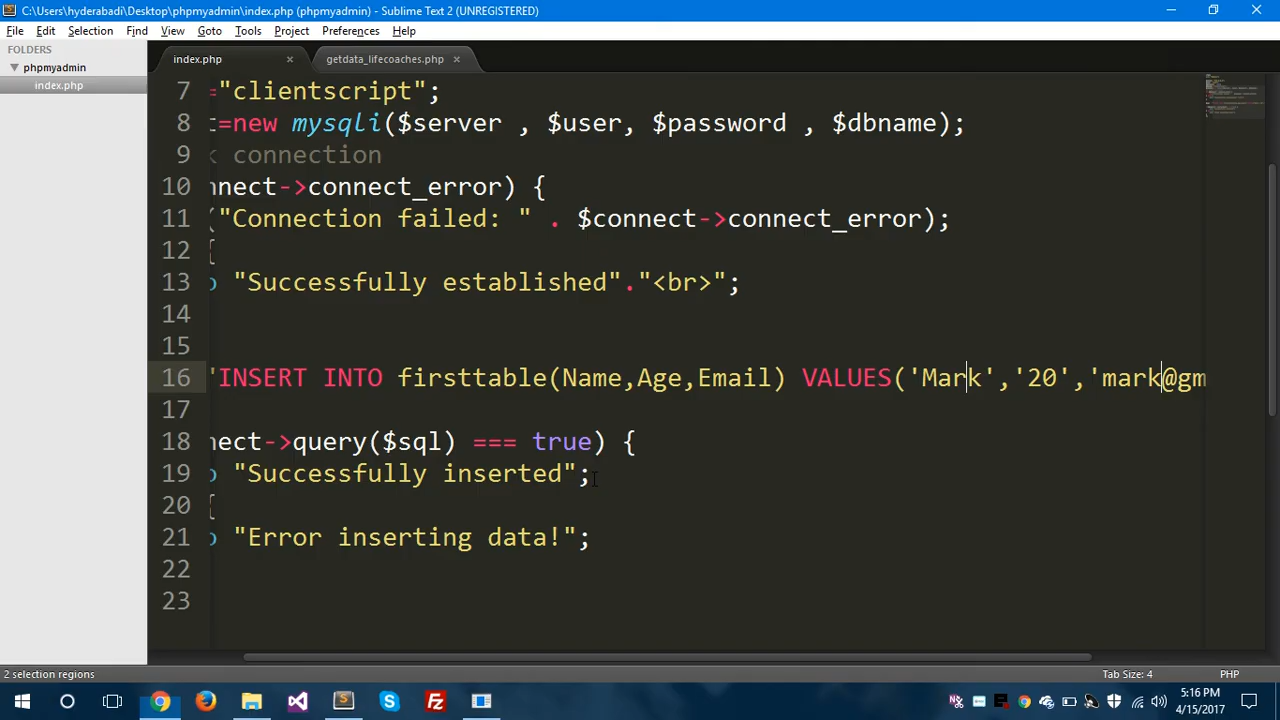 C:\Users\hyderabadi\Desktop\phpmyadmin\index.php (phpmyadmin) - Sublime Text 2 (UNREGISTERED)
File Edit Selection Find View Goto Tools Project Preferences Help
FOLDERS
phpmyadmin
index.php
index.php × getdata_lifecoaches.php ×
7 ="clientscript";
8 t=new mysqli($server , $user, $password , $dbname);
9 k connection
10 nnect->connect_error) {
11 ("Connection failed: " . $connect->connect_error);
12 {
13 o "Successfully established"."<br>";
14
15
16 "INSERT INTO firsttable(Name,Age,Email) VALUES('Mark','20','mark@gm
17
18 nnect->query($sql) === true) {
19 o "Successfully inserted";
20 {
21 o "Error inserting data!";
22
23
2 selection regions Tab Size: 4 PHP
5:16 PM
4/15/2017